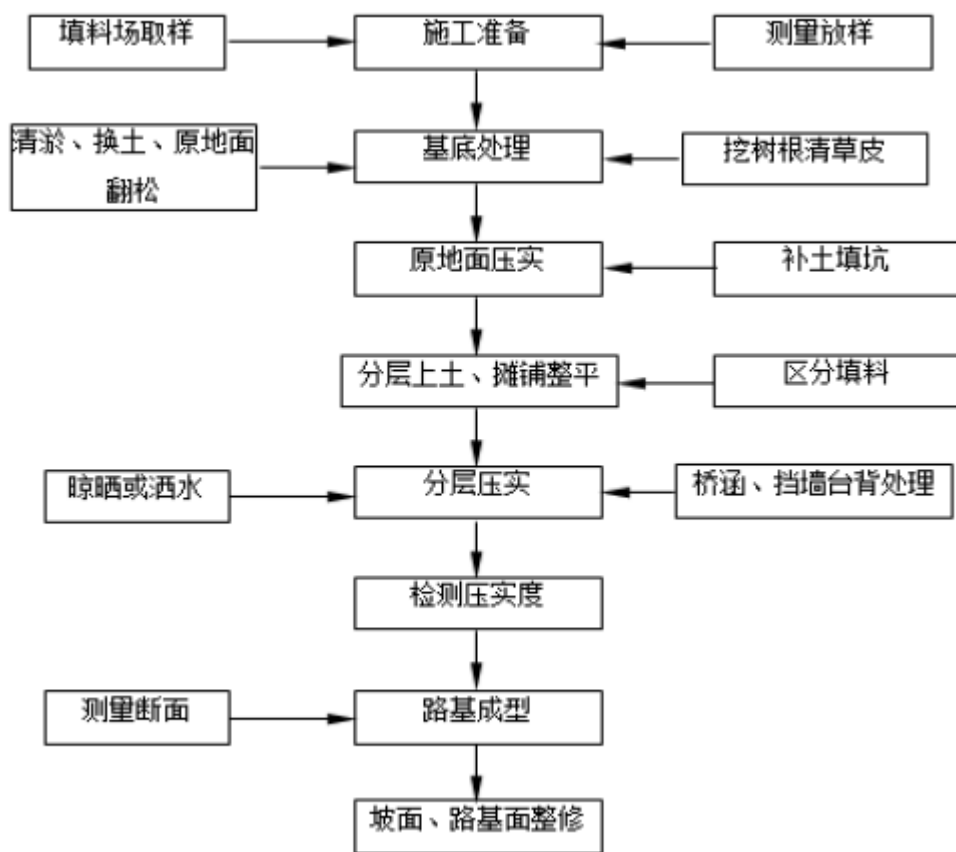 填料场取样
施工准备
测量放样
清淤、换土、原地面
翻松
基底处理
挖树根清草皮
原地面压实
补土填坑
分层上土、摊铺整平
区分填料
晾晒或洒水
分层压实
桥涵、挡墙台背处理
检测压实度
测量断面
路基成型
坡面、路基面整修